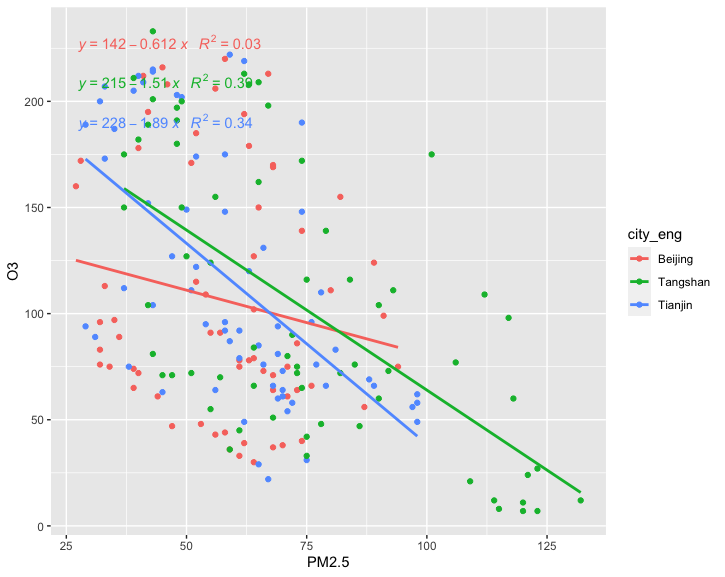 y = 142 – 0.612 x R² = 0.03
y = 215 – 1.51 x R² = 0.39
y = 228 – 1.89 x R² = 0.34
200
150
100
50
0
O3
25 50 75 100 125
PM2.5
city_eng
Beijing
Tangshan
Tianjin